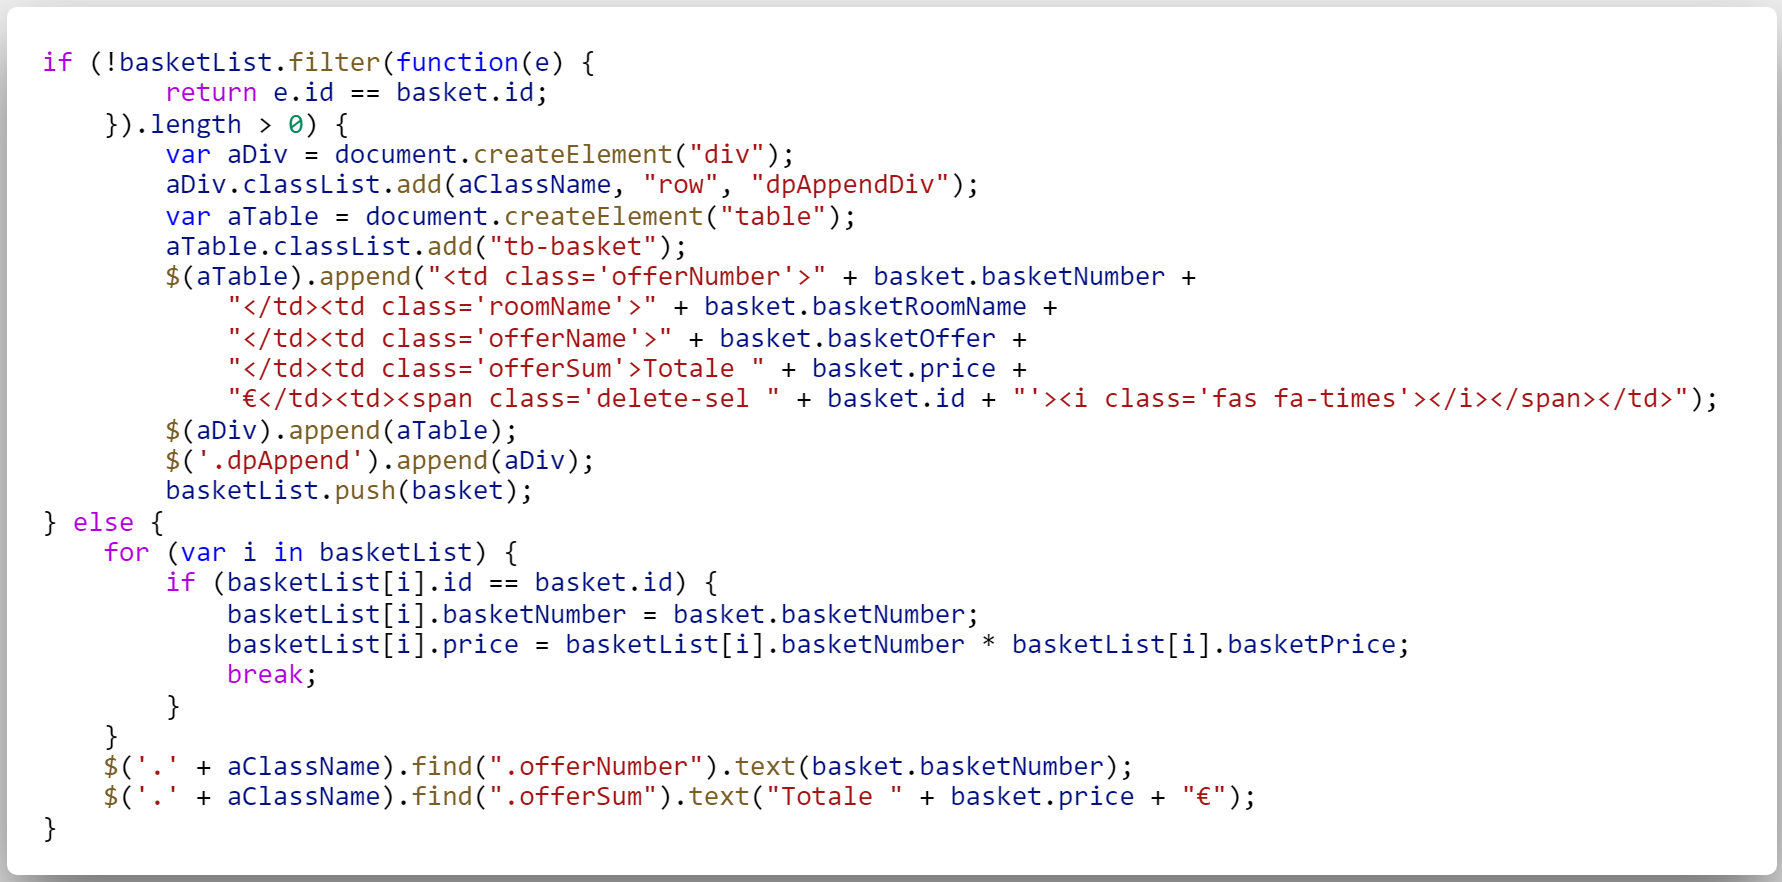 if (!basketList.filter(function(e) {
        return e.id == basket.id;
    }).length > 0) {
        var aDiv = document.createElement("div");
        aDiv.classList.add(aClassName, "row", "dpAppendDiv");
        var aTable = document.createElement("table");
        aTable.classList.add("tb-basket");
        $(aTable).append("<td class='offerNumber'>" + basket.basketNumber +
            "</td><td class='roomName'>" + basket.basketRoomName +
            "</td><td class='offerName'>" + basket.basketOffer +
            "</td><td class='offerSum'>Totale " + basket.price +
            "€</td><td><span class='delete-sel " + basket.id + "'><i class='fas fa-times'></i></span></td>");
        $(aDiv).append(aTable);
        $('.dpAppend').append(aDiv);
        basketList.push(basket);
} else {
    for (var i in basketList) {
        if (basketList[i].id == basket.id) {
            basketList[i].basketNumber = basket.basketNumber;
            basketList[i].price = basketList[i].basketNumber * basketList[i].basketPrice;
            break;
        }
    }
    $('.' + aClassName).find(".offerNumber").text(basket.basketNumber);
    $('.' + aClassName).find(".offerSum").text("Totale " + basket.price + "€");
}